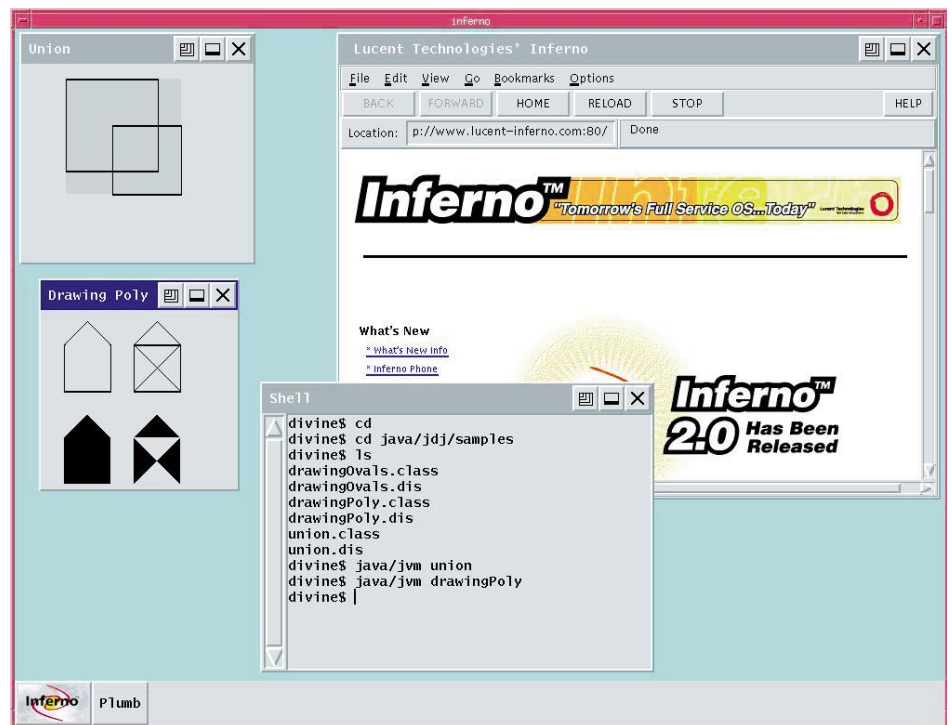 inferno
Union
Lucent Technologies' Inferno
File Edit View Go Bookmarks Options
BACK FORWARD HOME RELOAD STOP HELP
Location: p://www.lucent-inferno.com:80/ Done
Inferno™ "Tomorrow's Full Service OS...Today" Lucent Technologies
What's New
* What's New Info
* Inferno Phone
Inferno™
2.0 Has Been
Released
Drawing Poly
Shell
divine$ cd
divine$ cd java/jdj/samples
divine$ ls
drawingOvals.class
drawingOvals.dis
drawingPoly.class
drawingPoly.dis
union.class
union.dis
divine$ java/jvm union
divine$ java/jvm drawingPoly
divine$
Inferno Plumb